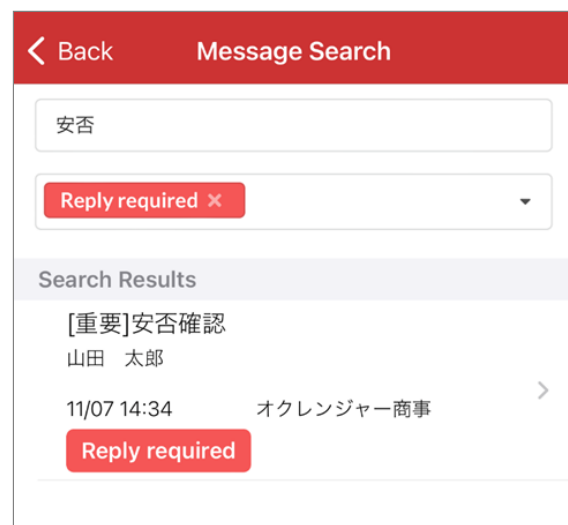 Back Message Search
安否
Reply required ×
Search Results
[重要]安否確認
山田　太郎
11/07 14:34 オクレンジャー商事
Reply required